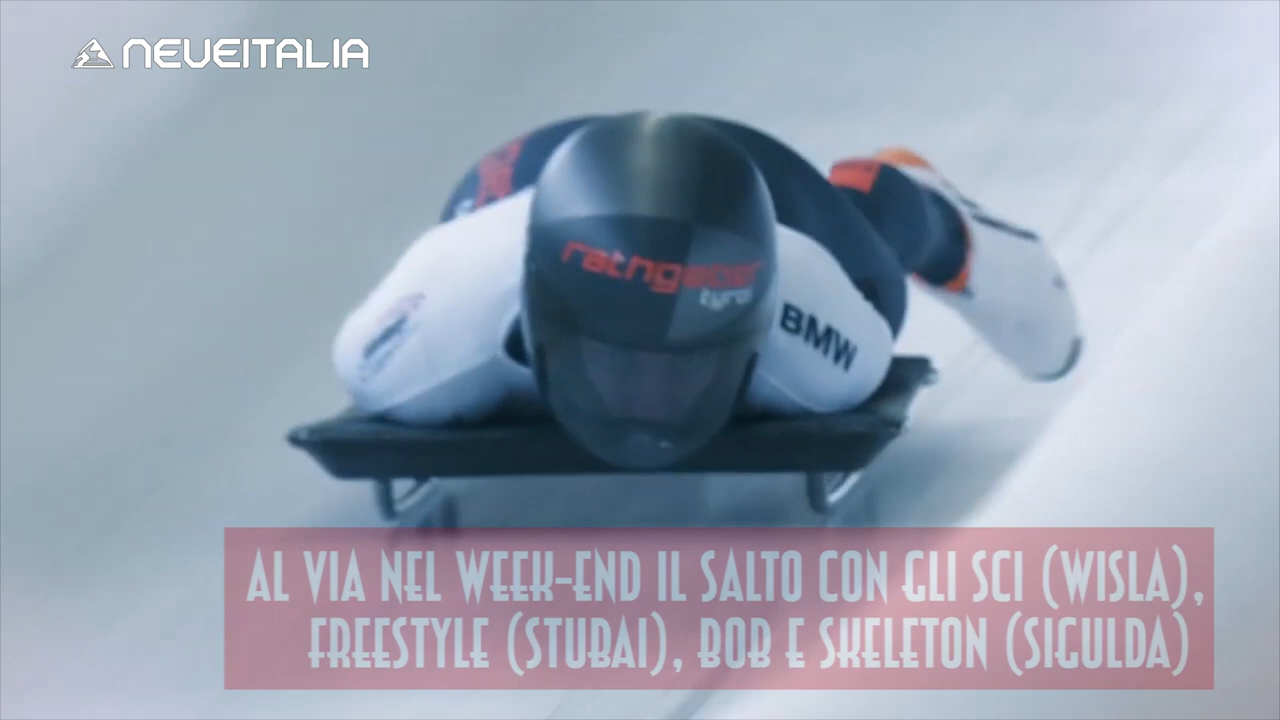 NEVEITALIA
rathgeber
tyrol
BMW
AL VIA NEL WEEK-END IL SALTO CON GLI SCI (WISLA),
FREESTYLE (STUBAI), BOB E SKELETON (SIGULDA)